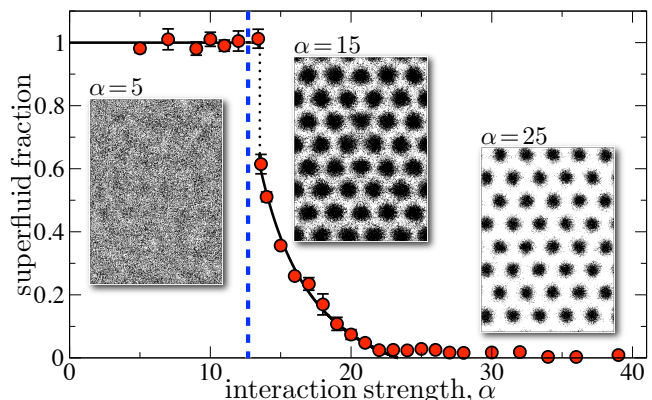 1
0.8
0.6
0.4
0.2
0
superfluid fraction
α = 5
α = 15
α = 25
0 10 20 30 40
interaction strength, α